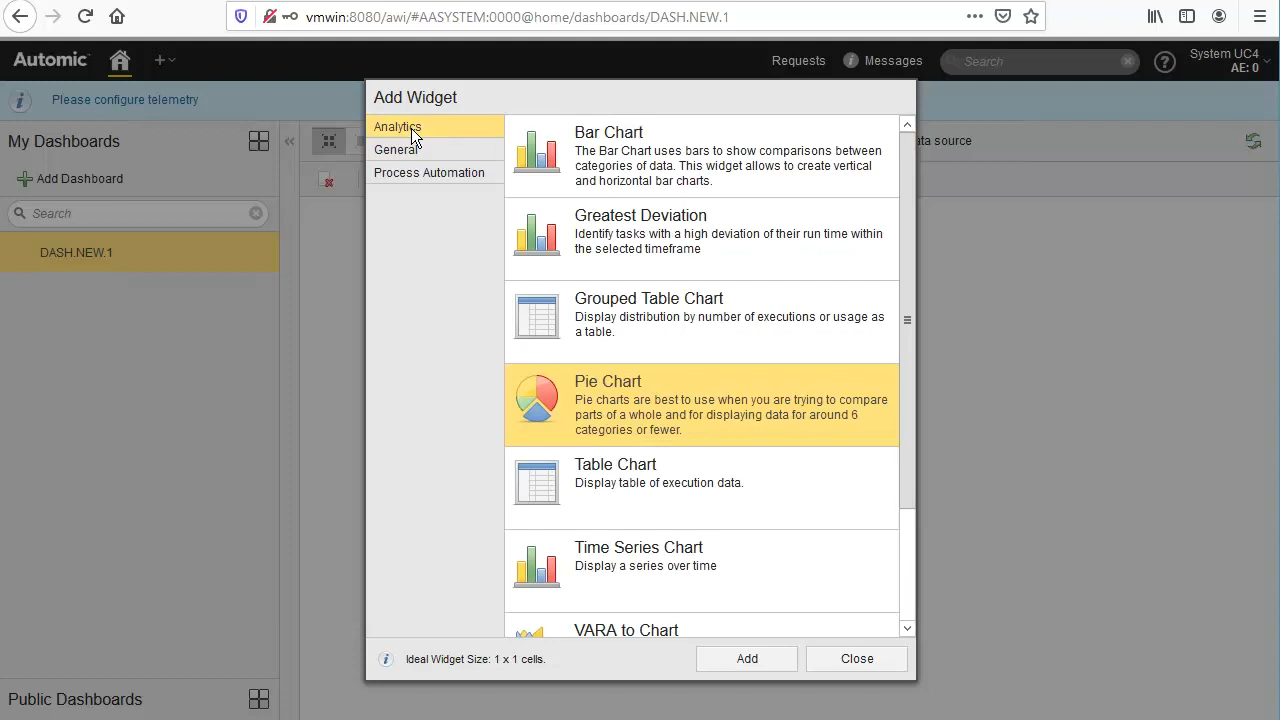 vmwin:8080/awi/#AASYSTEM:0000@home/dashboards/DASH.NEW.1
Automic
Requests
Messages
Search
System UC4
AE: 0
Please configure telemetry
My Dashboards
Add Dashboard
Search
DASH.NEW.1
Public Dashboards
ata source
Add Widget
Analytics
General
Process Automation
Bar Chart
The Bar Chart uses bars to show comparisons between
categories of data. This widget allows to create vertical
and horizontal bar charts.
Greatest Deviation
Identify tasks with a high deviation of their run time within
the selected timeframe
Grouped Table Chart
Display distribution by number of executions or usage as
a table.
Pie Chart
Pie charts are best to use when you are trying to compare
parts of a whole and for displaying data for around 6
categories or fewer.
Table Chart
Display table of execution data.
Time Series Chart
Display a series over time
VARA to Chart
Ideal Widget Size: 1 x 1 cells.
Add
Close